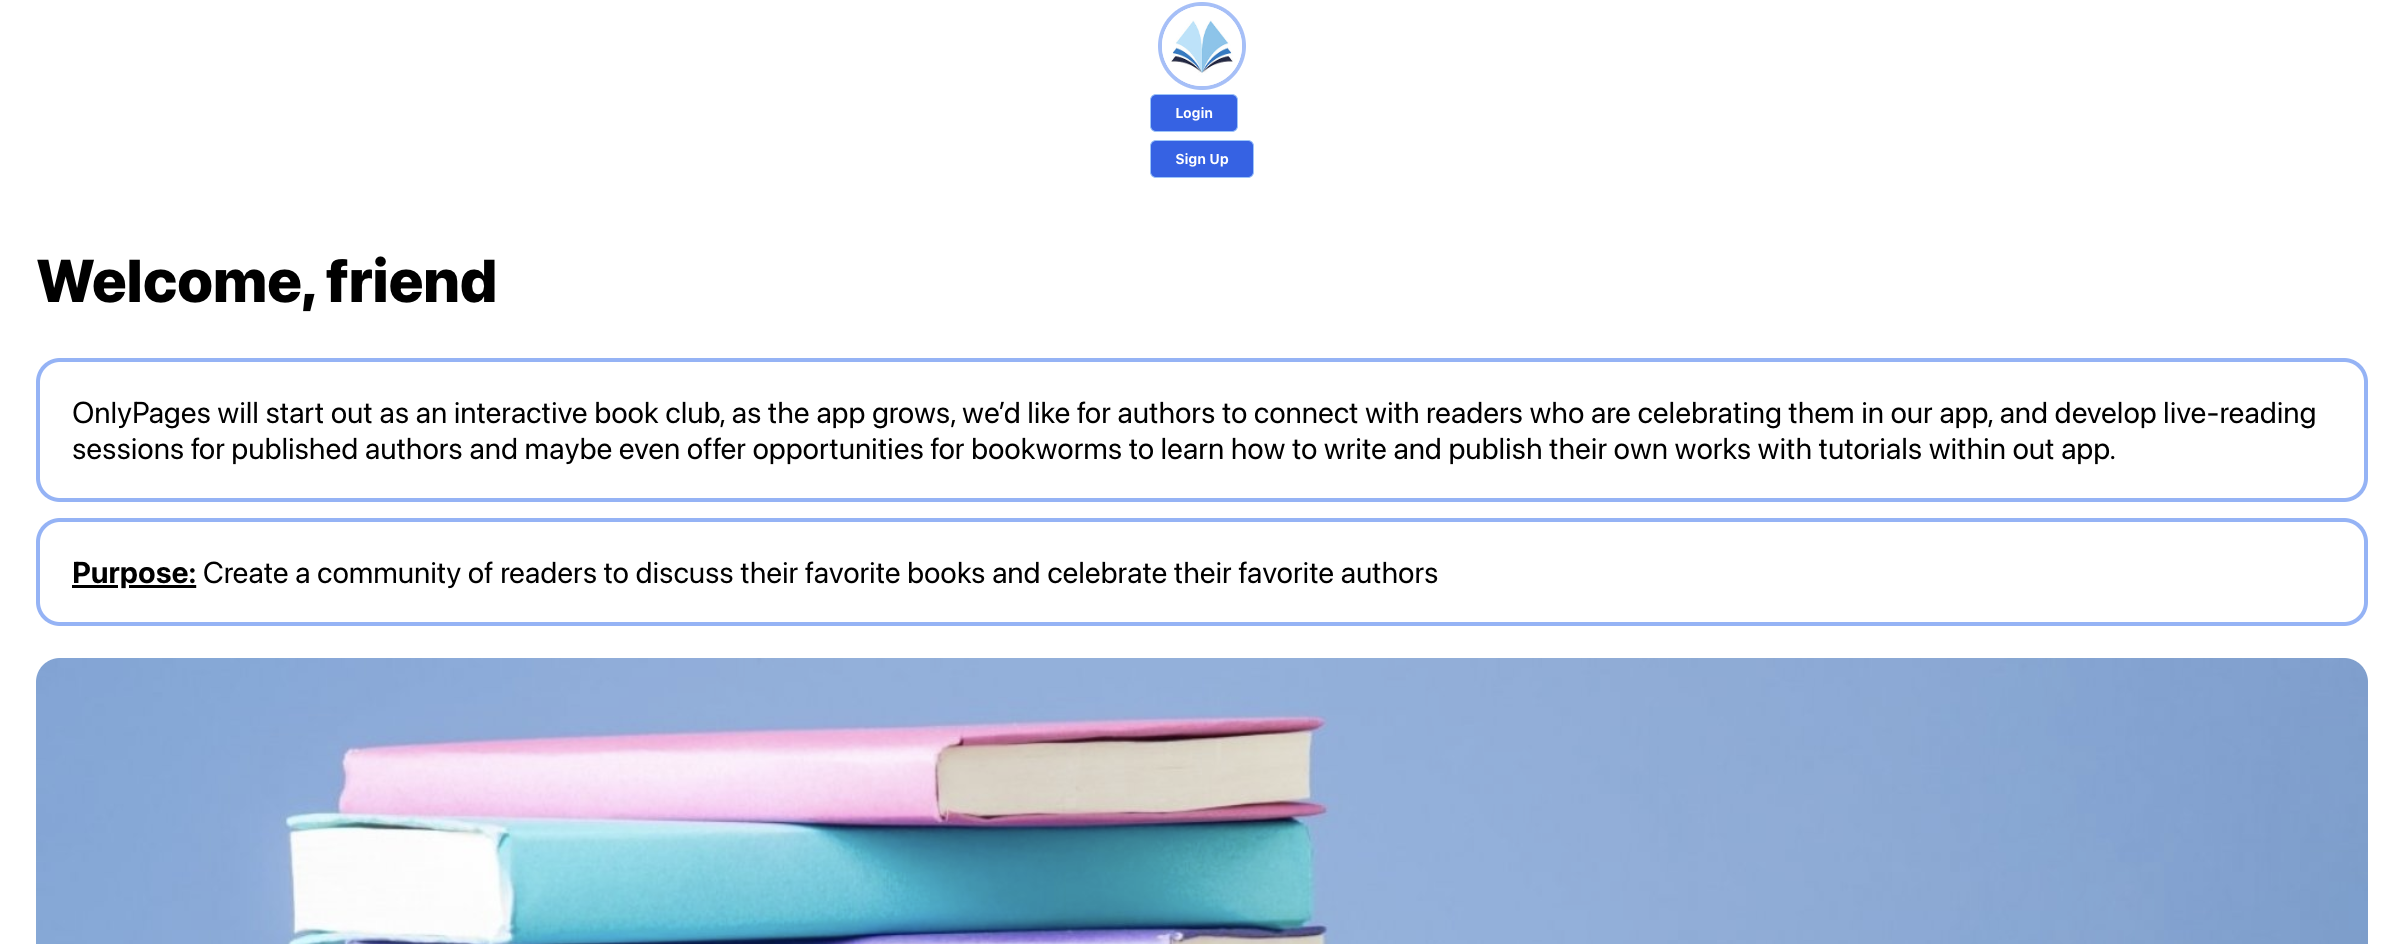 Login
Sign Up
Welcome, friend
OnlyPages will start out as an interactive book club, as the app grows, we’d like for authors to connect with readers who are celebrating them in our app, and develop live-reading
sessions for published authors and maybe even offer opportunities for bookworms to learn how to write and publish their own works with tutorials within out app.
Purpose: Create a community of readers to discuss their favorite books and celebrate their favorite authors